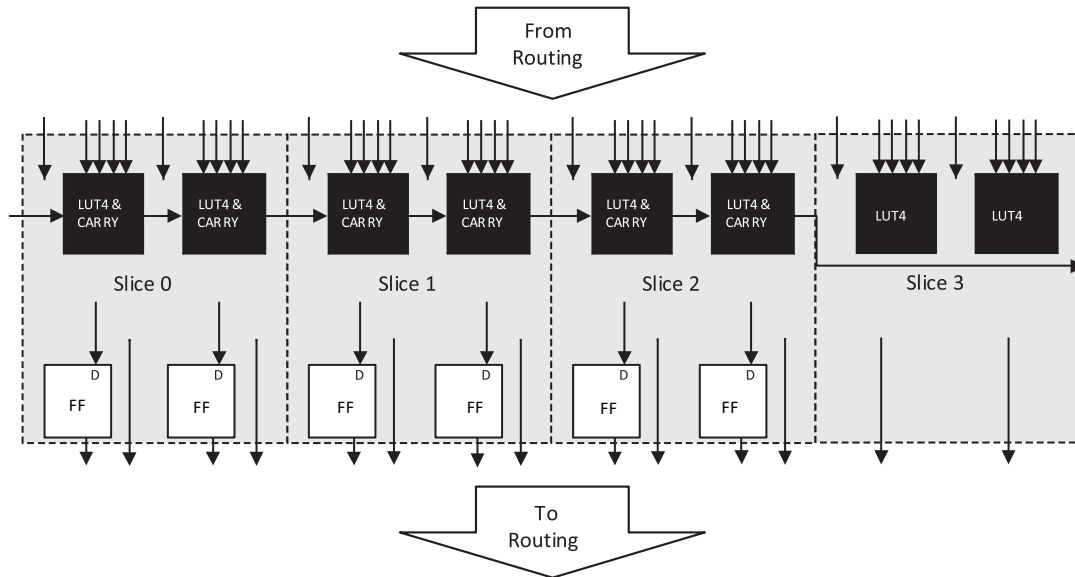 From
Routing
LUT4 &
CARRY
LUT4 &
CARRY
LUT4 &
CARRY
LUT4 &
CARRY
LUT4 &
CARRY
LUT4 &
CARRY
LUT4
LUT4
Slice 0
Slice 1
Slice 2
Slice 3
D
FF
D
FF
D
FF
D
FF
D
FF
D
FF
To
Routing